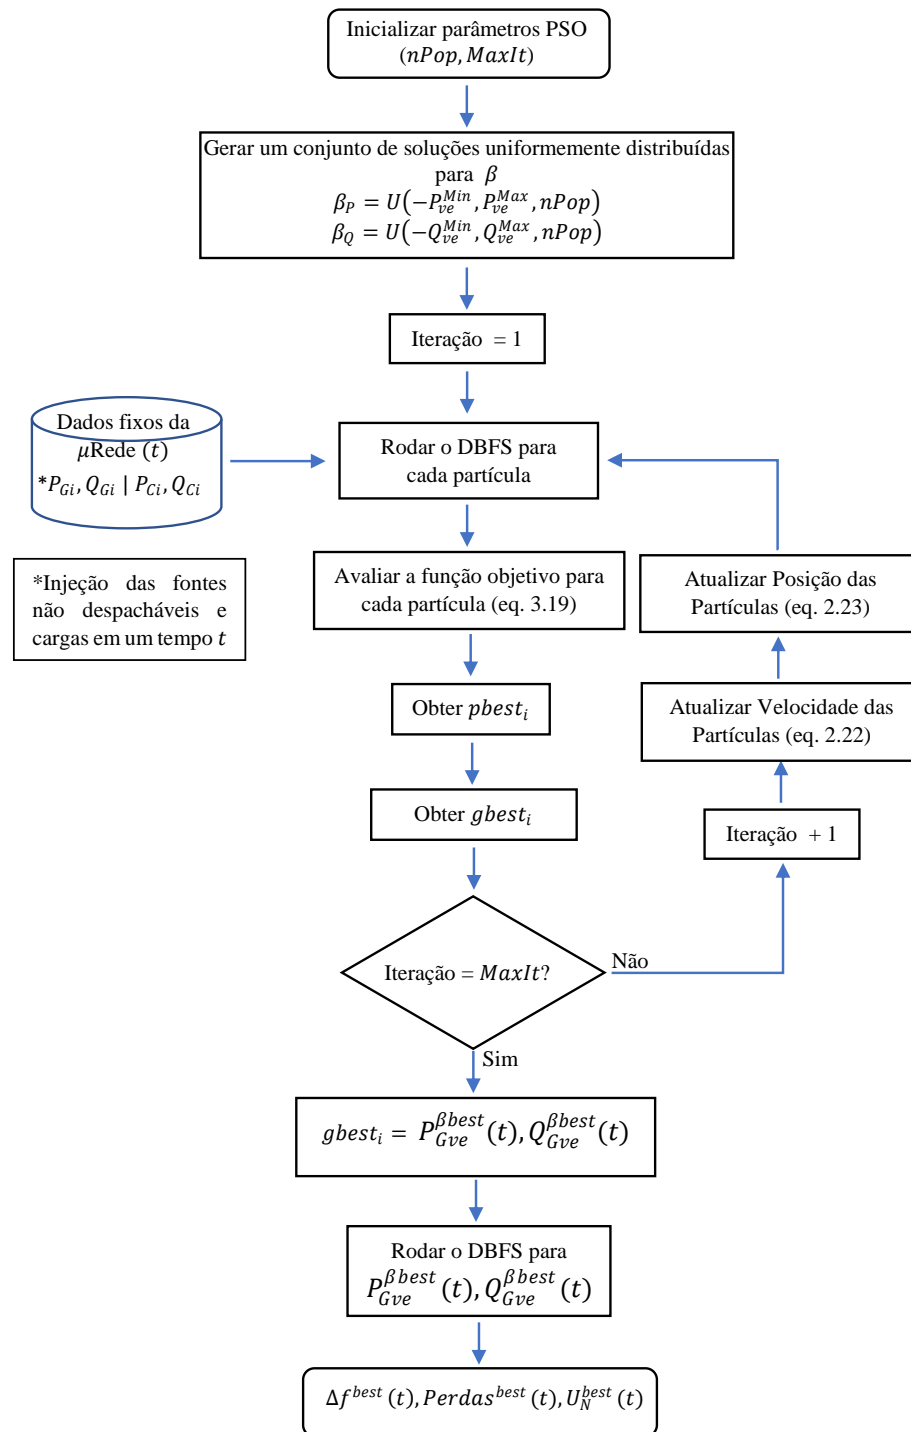 Inicializar parâmetros PSO
(nPop, MaxIt)
Gerar um conjunto de soluções uniformemente distribuídas
para β
β_P = U(−P_ve^Min, P_ve^Max, nPop)
β_Q = U(−Q_ve^Min, Q_ve^Max, nPop)
Iteração = 1
Dados fixos da
μRede (t)
*P_Gi, Q_Gi | P_Ci, Q_Ci
Rodar o DBFS para
cada partícula
*Injeção das fontes
não despacháveis e
cargas em um tempo t
Avaliar a função objetivo para
cada partícula (eq. 3.19)
Atualizar Posição das
Partículas (eq. 2.23)
Obter pbest_i
Atualizar Velocidade das
Partículas (eq. 2.22)
Obter gbest_i
Iteração + 1
Iteração = MaxIt?
Não
Sim
gbest_i = P_Gve^βbest(t), Q_Gve^βbest(t)
Rodar o DBFS para
P_Gve^βbest(t), Q_Gve^βbest(t)
Δf^best(t), Perdas^best(t), U_N^best(t)